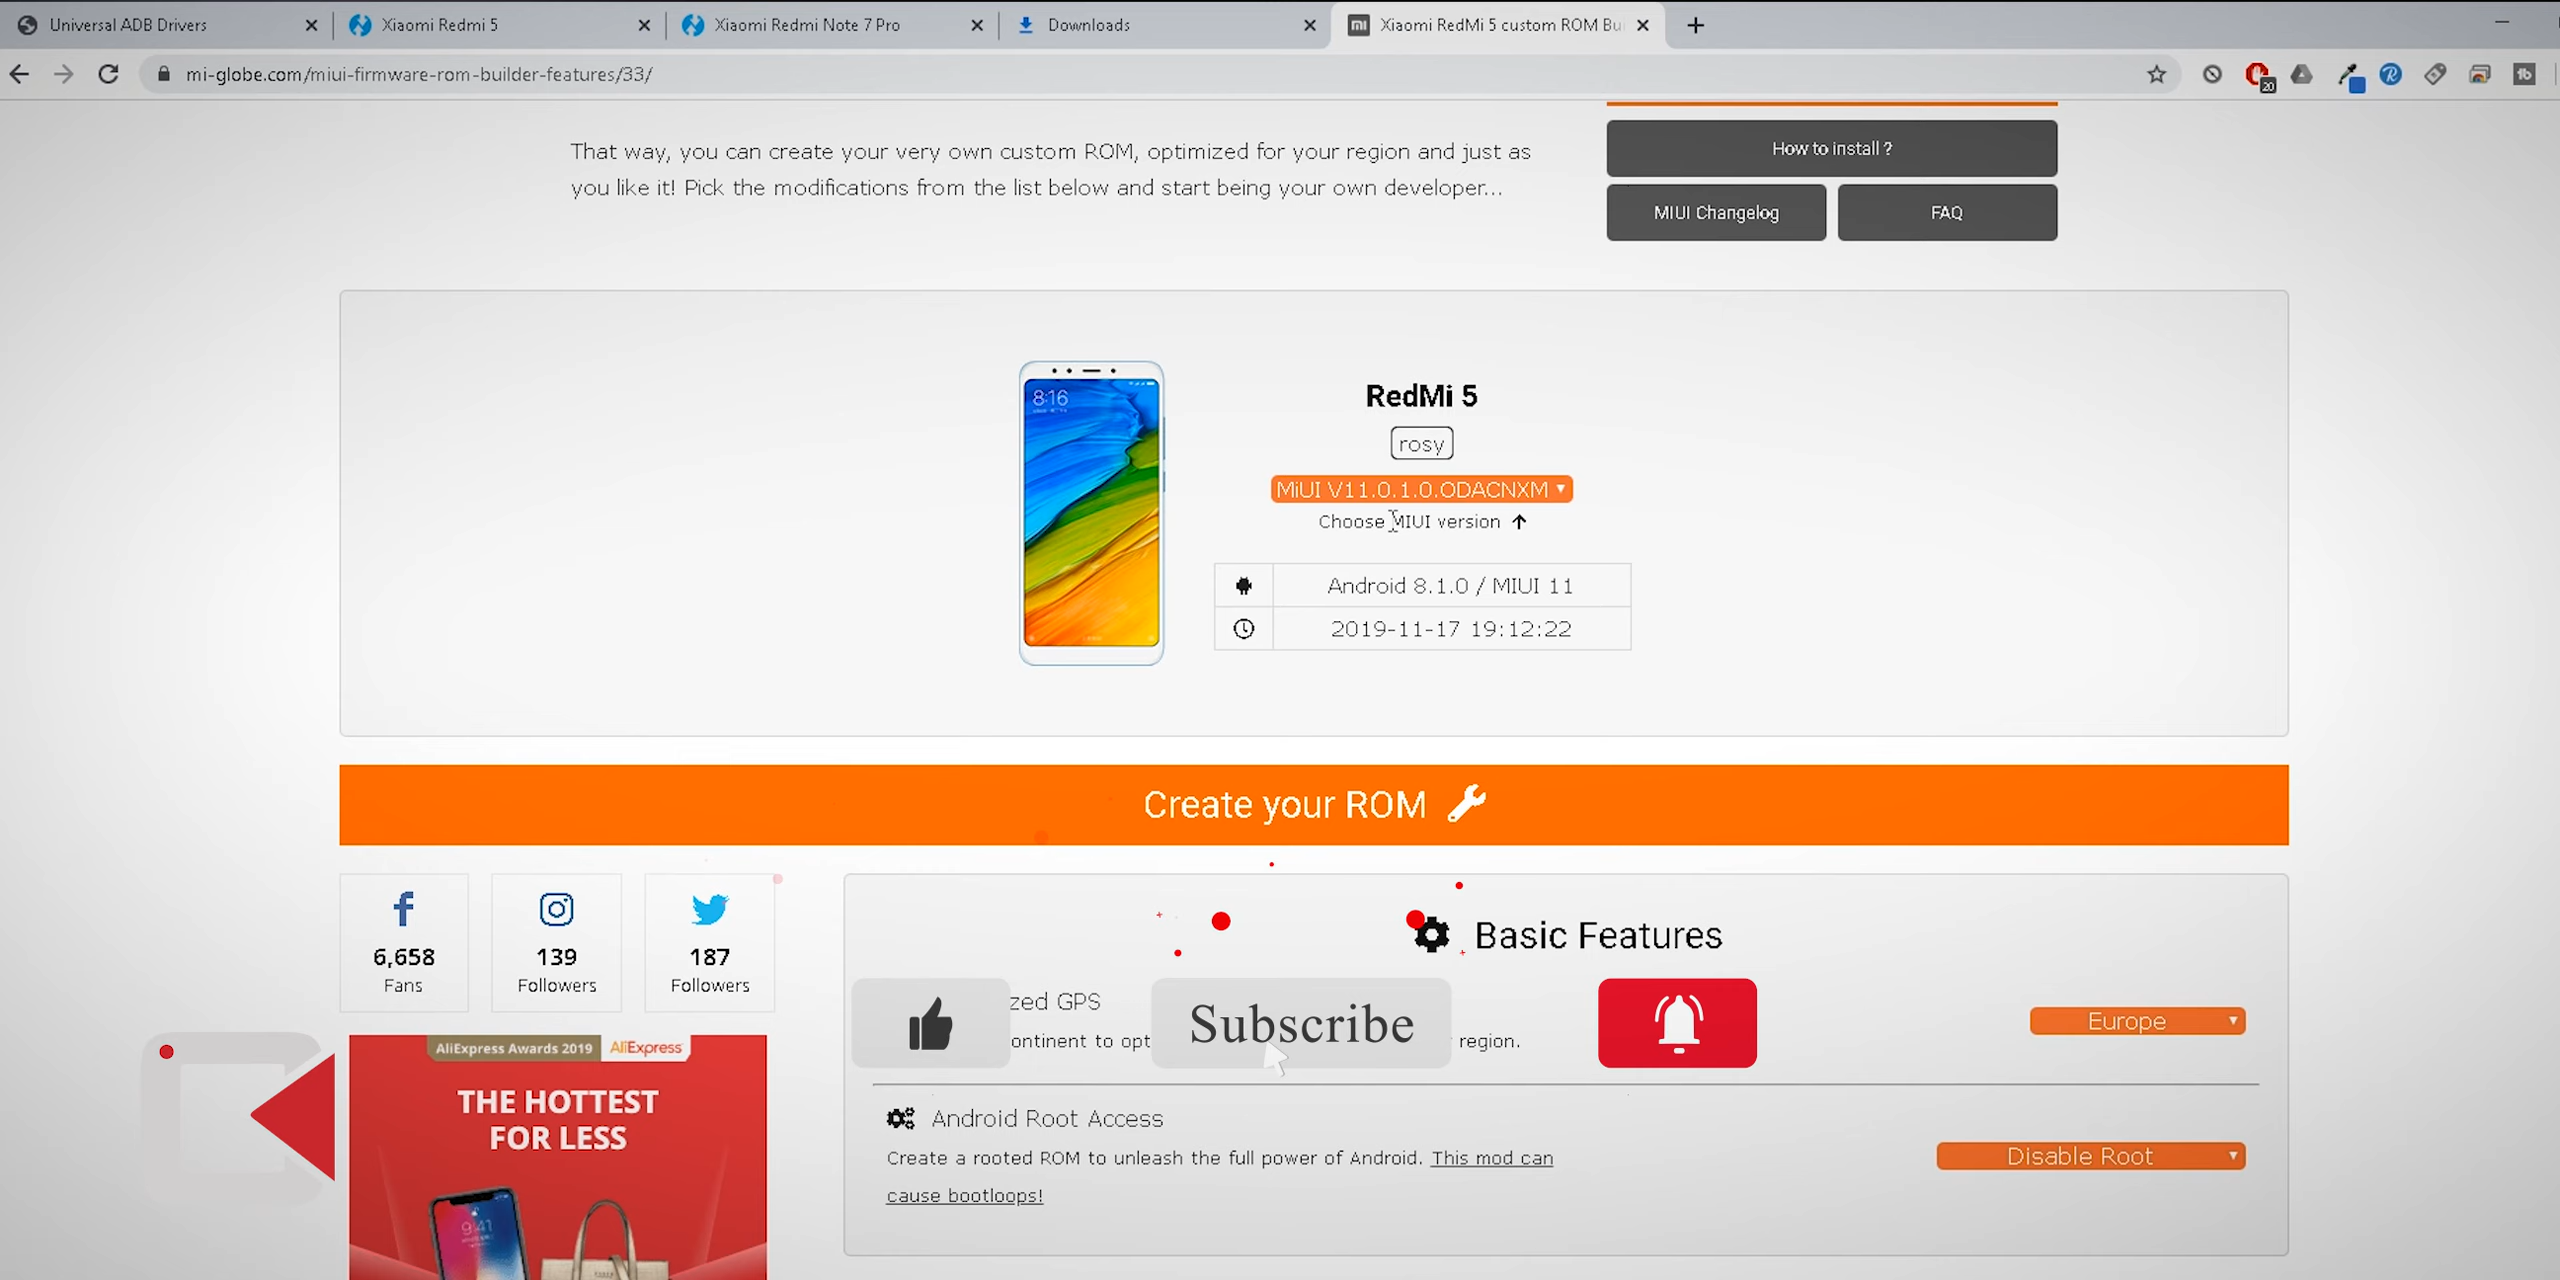 Universal ADB Drivers
Xiaomi Redmi 5
Xiaomi Redmi Note 7 Pro
Downloads
Xiaomi RedMi 5 custom ROM Bu
mi-globe.com/miui-firmware-rom-builder-features/33/
20
That way, you can create your very own custom ROM, optimized for your region and just as
you like it! Pick the modifications from the list below and start being your own developer...
How to install ?
MIUI Changelog
FAQ
8:16
RedMi 5
rosy
MiUI V11.0.1.0.ODACNXM
Choose MIUI version
Android 8.1.0 / MIUI 11
2019-11-17 19:12:22
Create your ROM
6,658
Fans
139
Followers
187
Followers
Basic Features
zed GPS
ontinent to opt
region.
Subscribe
Europe
Android Root Access
Create a rooted ROM to unleash the full power of Android. This mod can
cause bootloops!
Disable Root
AliExpress Awards 2019
AliExpress
THE HOTTEST
FOR LESS
9:41